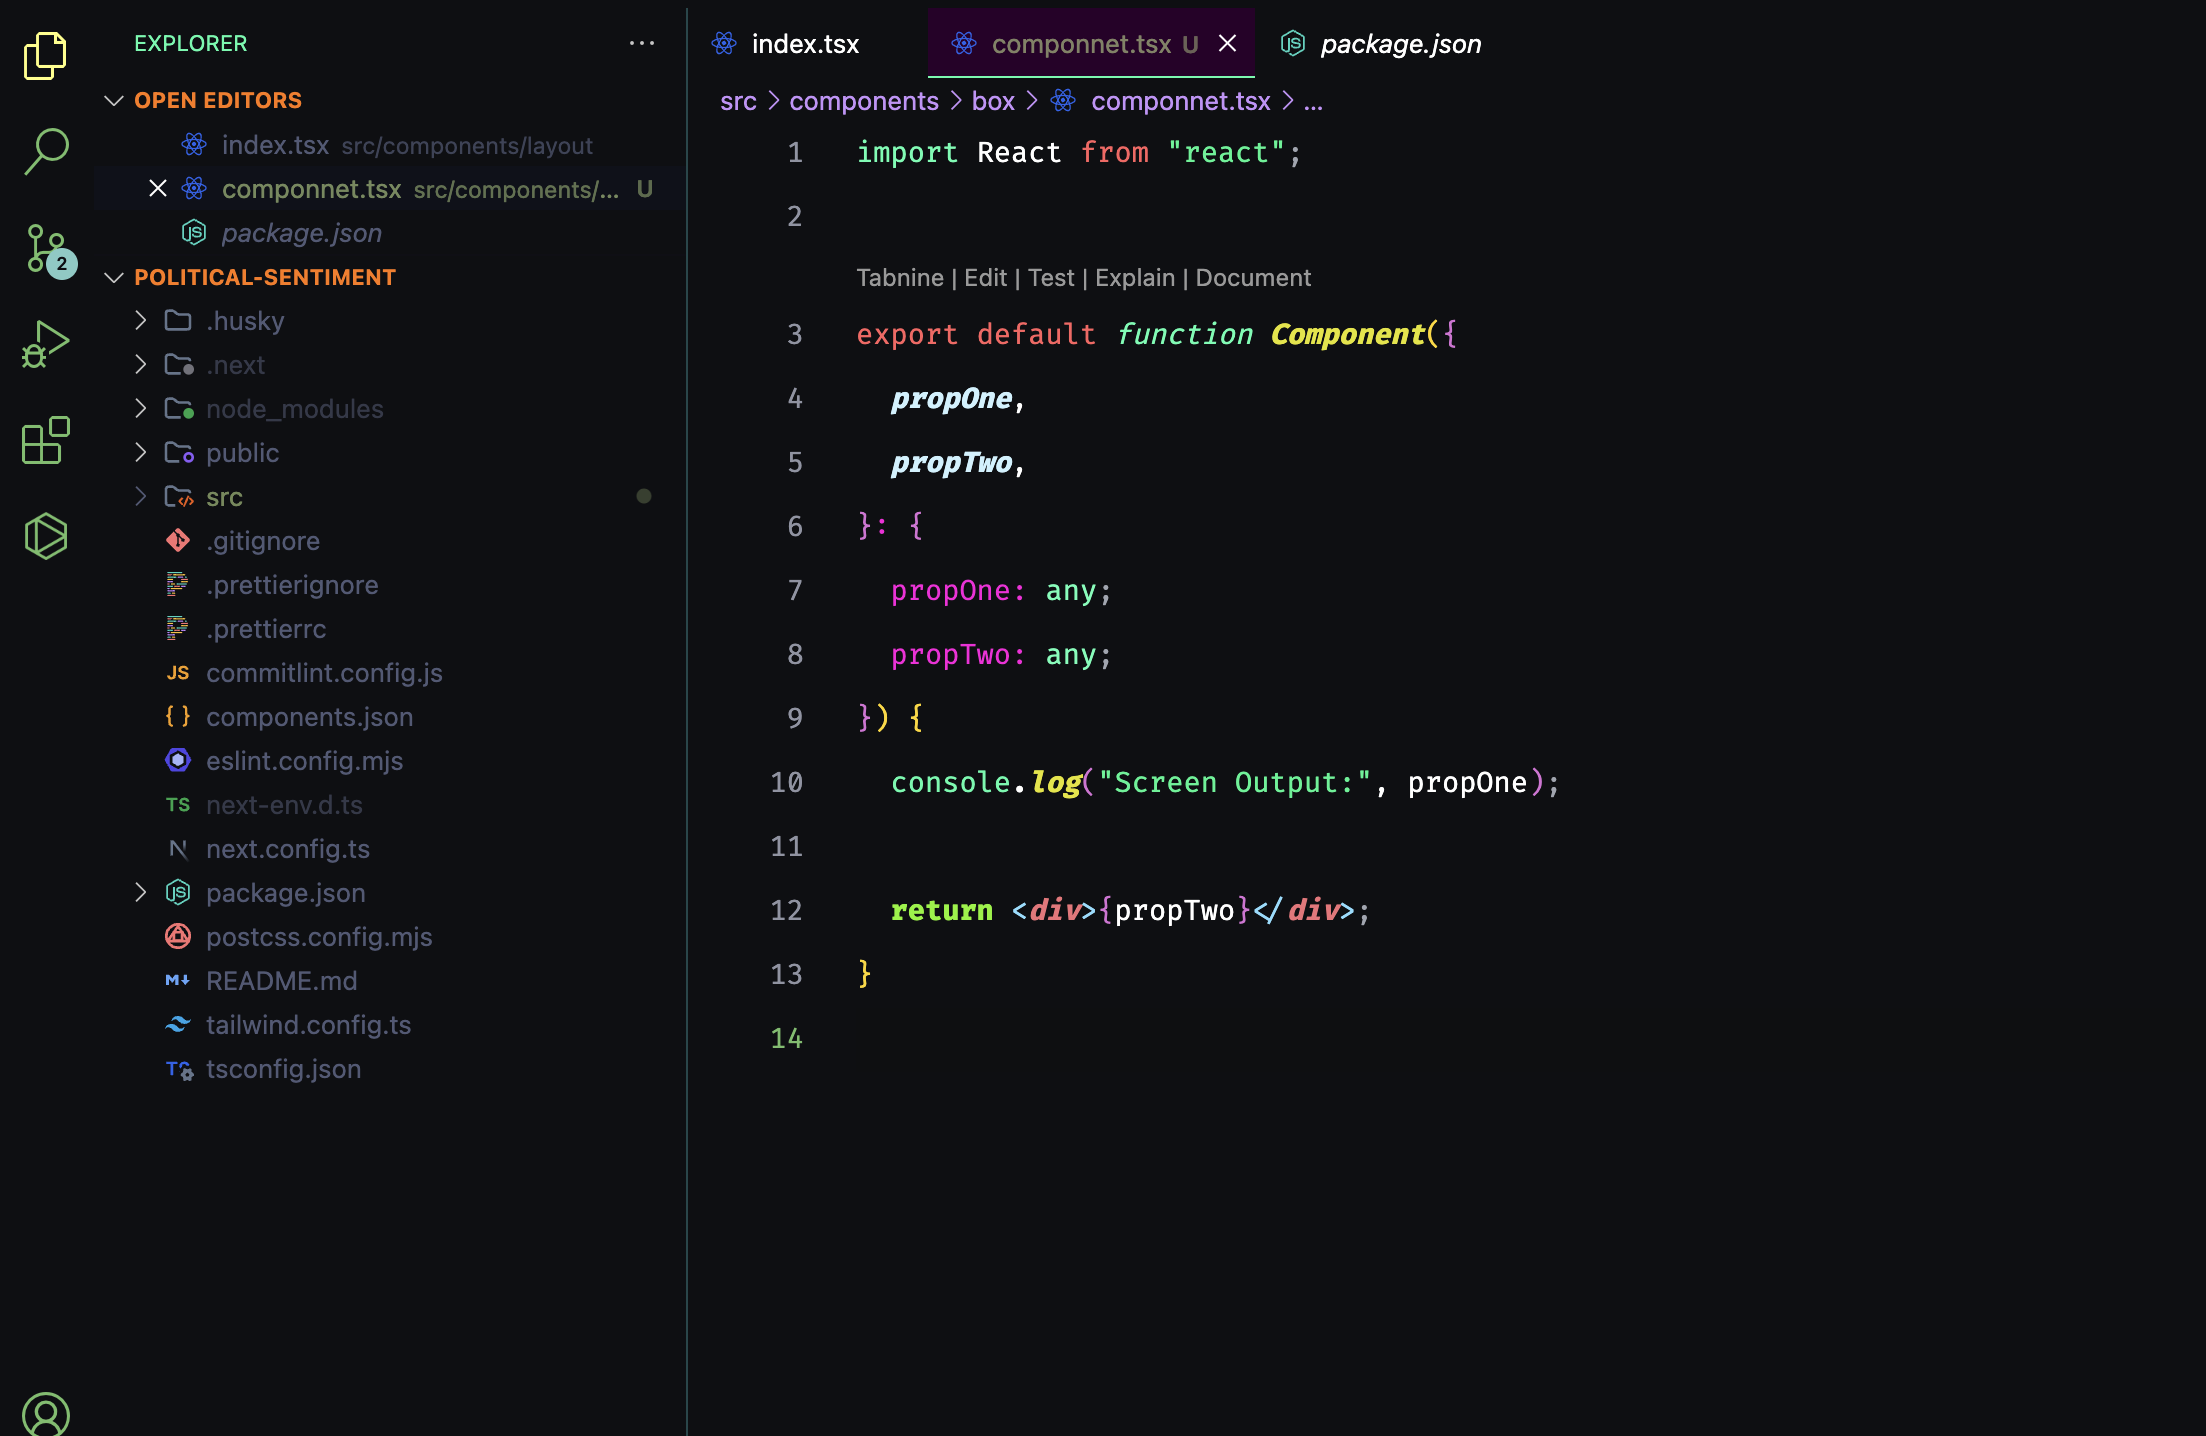 EXPLORER
OPEN EDITORS
index.tsx src/components/layout
componnet.tsx src/components/... U
package.json
POLITICAL-SENTIMENT
.husky
.next
node_modules
public
src
.gitignore
.prettierignore
.prettierrc
JS commitlint.config.js
{ } components.json
eslint.config.mjs
TS next-env.d.ts
N next.config.ts
JS package.json
postcss.config.mjs
M↓ README.md
tailwind.config.ts
tsconfig.json
2
index.tsx
componnet.tsx U
JS package.json
src > components > box > componnet.tsx > ...
1 import React from "react";
2
Tabnine | Edit | Test | Explain | Document
3 export default function Component({
4 propOne,
5 propTwo,
6 }: {
7 propOne: any;
8 propTwo: any;
9 }) {
10 console.log("Screen Output:", propOne);
11
12 return <div>{propTwo}</div>;
13 }
14